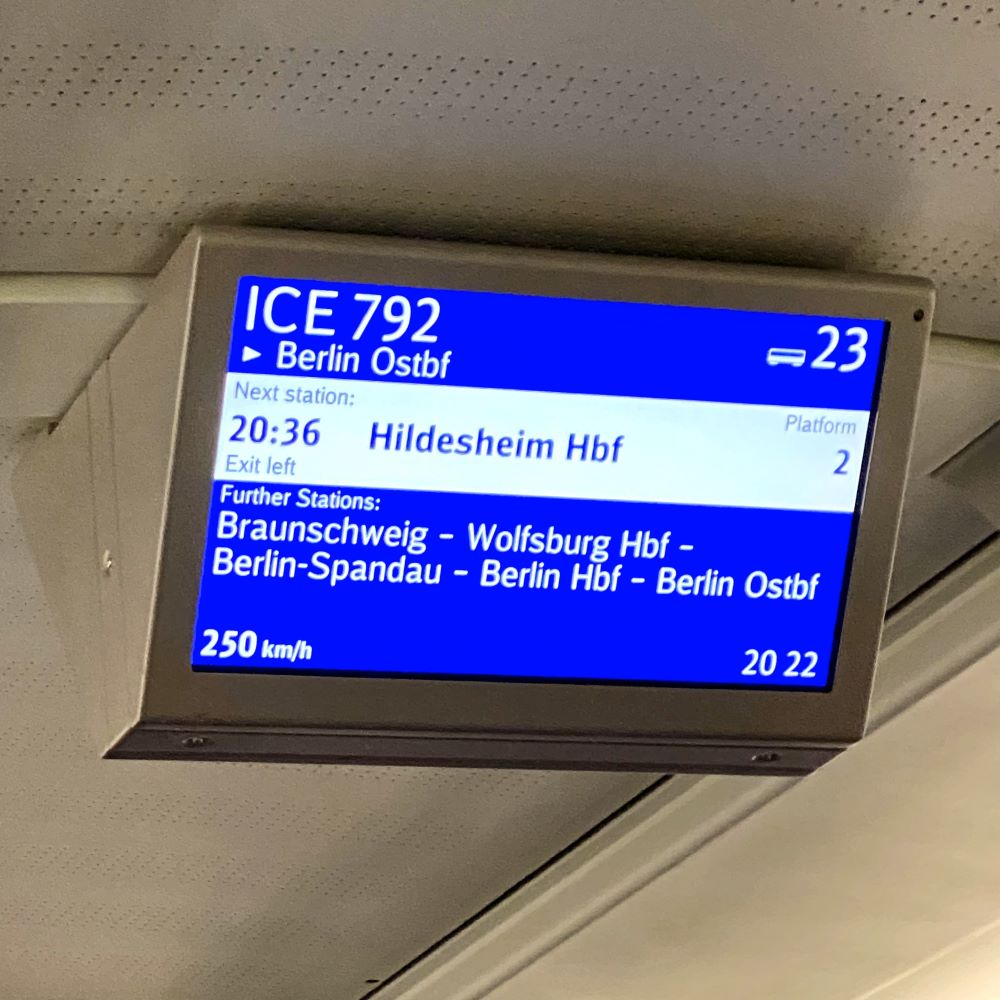 ICE 792
► Berlin Ostbf
23
Next station:
Platform
20:36 Hildesheim Hbf 2
Exit left
Further Stations:
Braunschweig - Wolfsburg Hbf -
Berlin-Spandau - Berlin Hbf - Berlin Ostbf
250 km/h
20 22